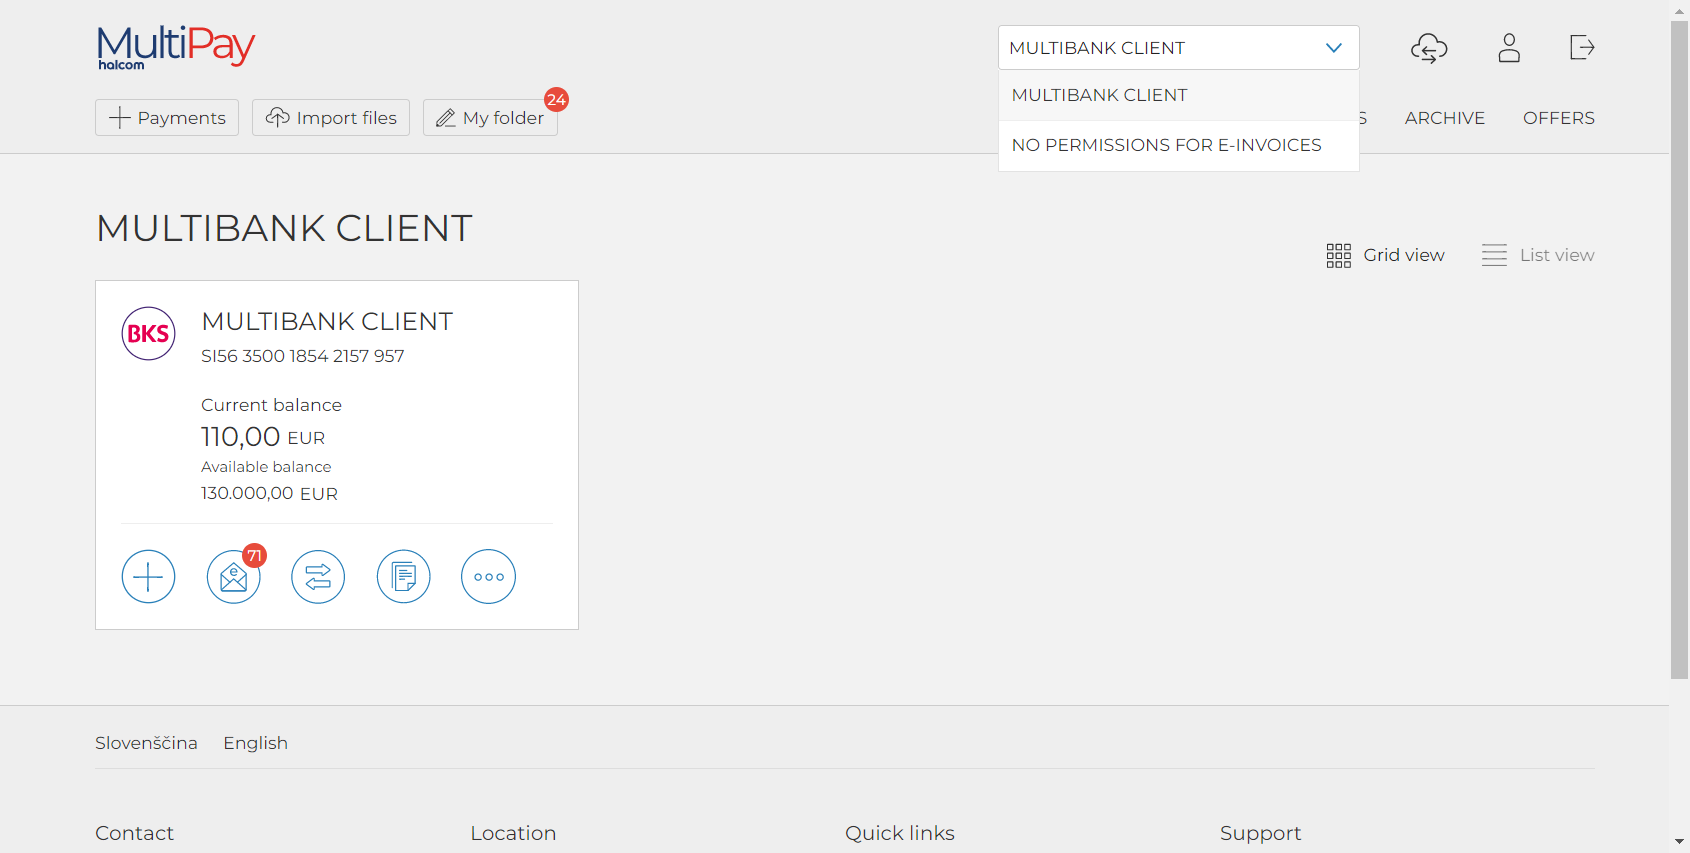 MultiPay
halcom
MULTIBANK CLIENT
MULTIBANK CLIENT
NO PERMISSIONS FOR E-INVOICES
Payments
Import files
My folder
24
S
ARCHIVE
OFFERS
MULTIBANK CLIENT
Grid view
List view
BKS
MULTIBANK CLIENT
SI56 3500 1854 2157 957
Current balance
110,00 EUR
Available balance
130.000,00 EUR
e
71
Slovenščina
English
Contact
Location
Quick links
Support